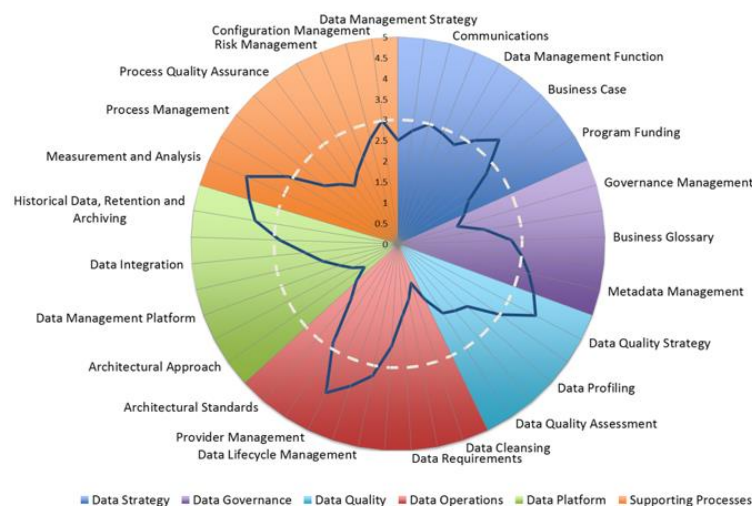 Data Management Strategy
Configuration Management
Communications
Risk Management
Data Management Function
Process Quality Assurance
Business Case
Process Management
Program Funding
Measurement and Analysis
Governance Management
Historical Data, Retention and
Archiving
Business Glossary
Data Integration
Metadata Management
Data Management Platform
Data Quality Strategy
Architectural Approach
Data Profiling
Architectural Standards
Data Quality Assessment
Provider Management
Data Cleansing
Data Lifecycle Management
Data Requirements
5
4.5
4
3.5
3
2.5
2
1.5
1
0.5
0
Data Strategy
Data Governance
Data Quality
Data Operations
Data Platform
Supporting Processes